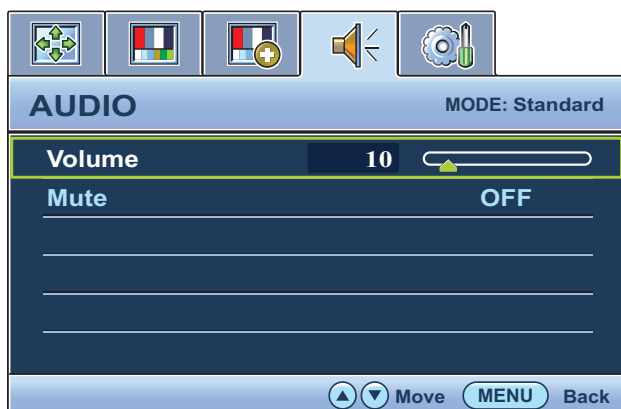 AUDIO MODE: Standard
Volume 10
Mute OFF
Move MENU Back